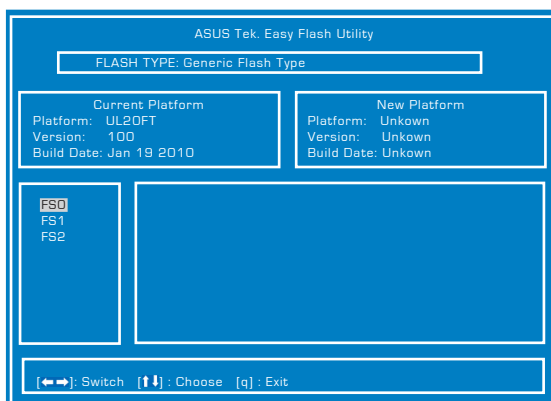 ASUS Tek. Easy Flash Utility
FLASH TYPE: Generic Flash Type
Current Platform
Platform: UL20FT
Version: 100
Build Date: Jan 19 2010
New Platform
Platform: Unkown
Version: Unkown
Build Date: Unkown
FS0
FS1
FS2
[←→]: Switch [↑↓] : Choose [q] : Exit